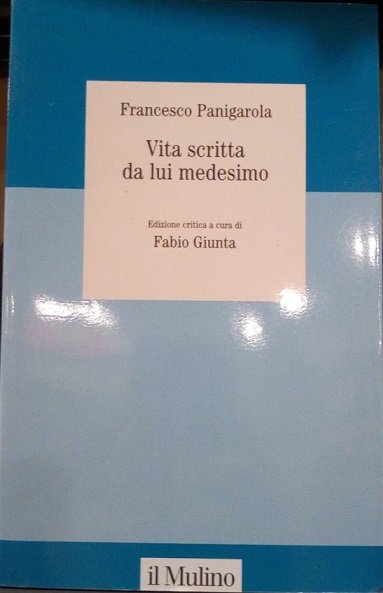 Francesco Panigarola
Vita scritta
da lui medesimo
Edizione critica a cura di
Fabio Giunta
il Mulino